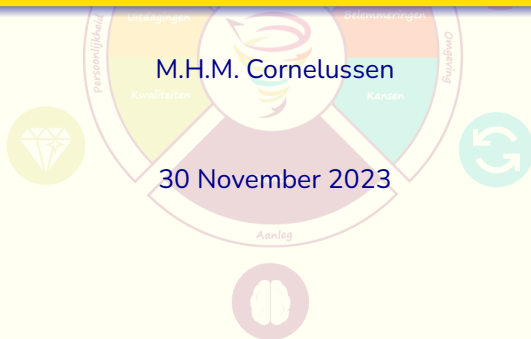 Uitdagingen
Belemmeringen
Persoonlijkheid
Omgeving
M.H.M. Cornelussen
Kwaliteiten
Kansen
30 November 2023
Aanleg